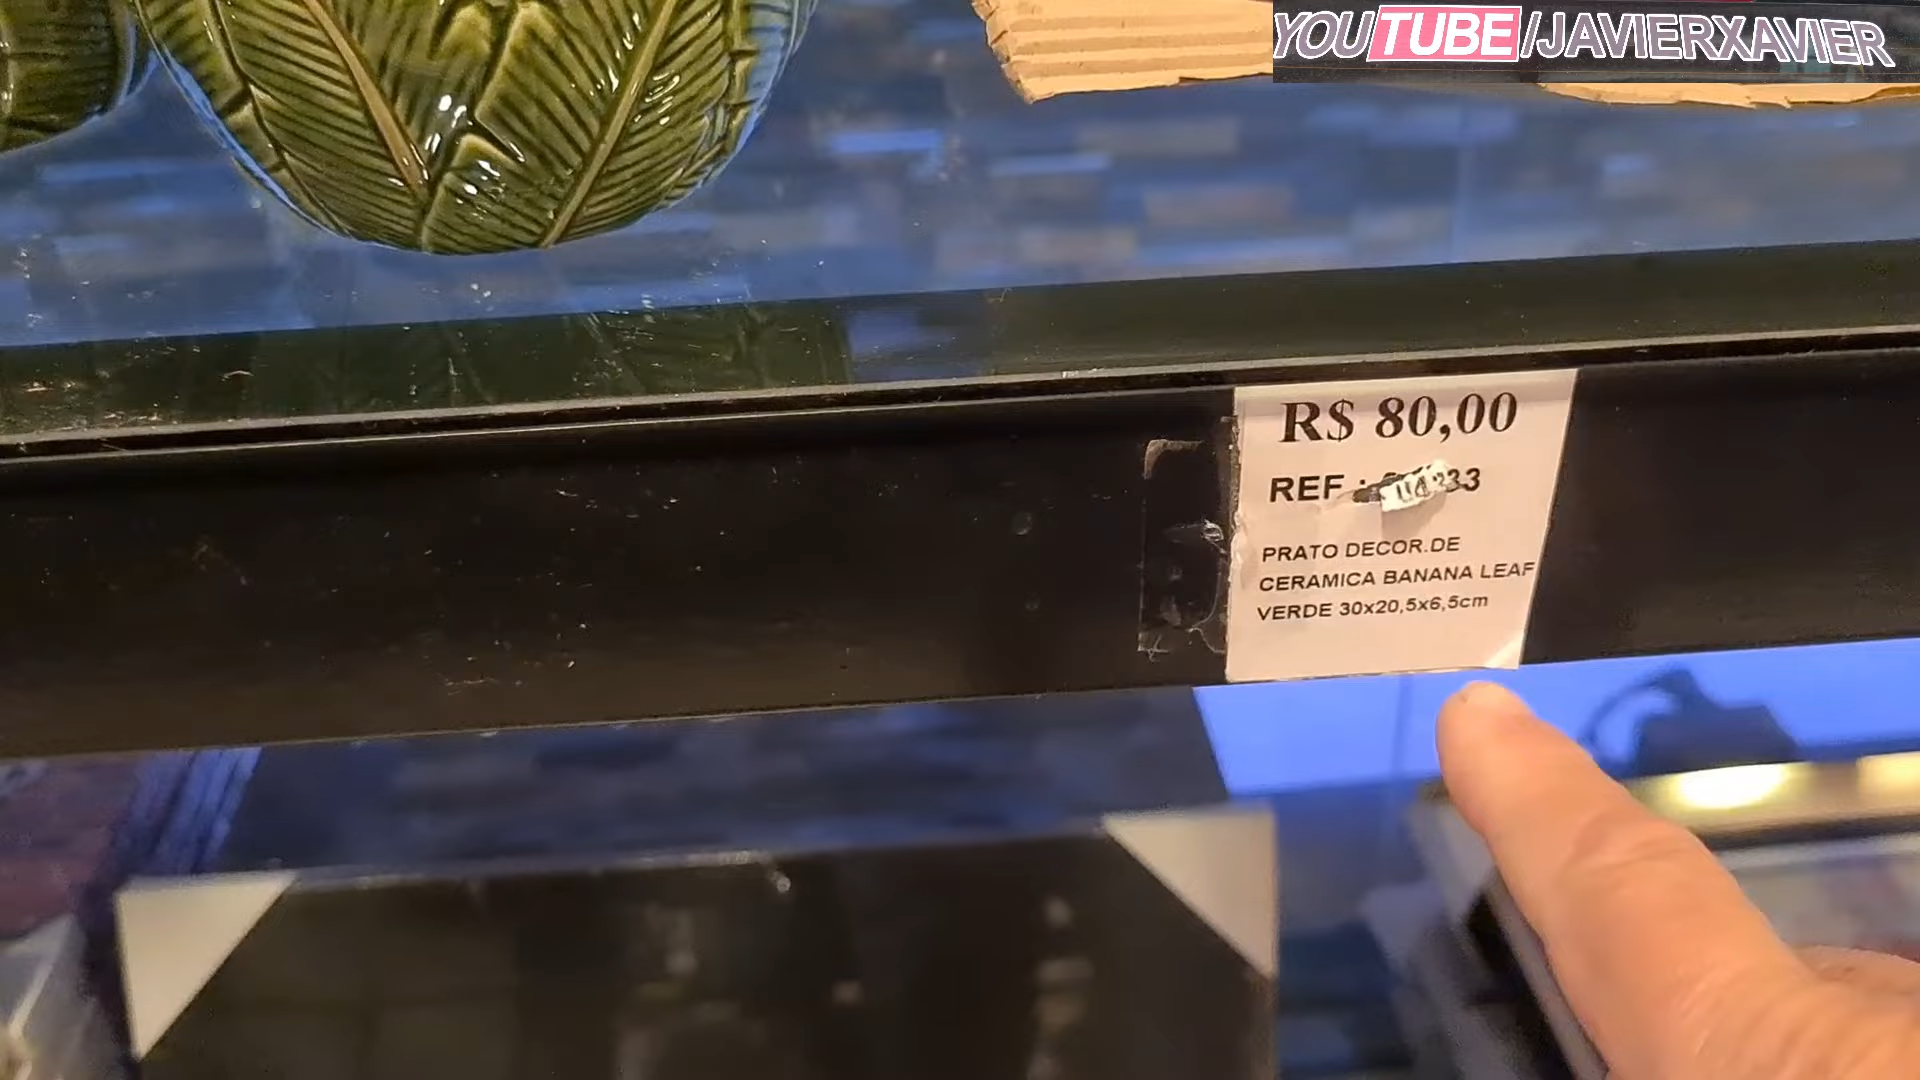 YOUTUBE/JAVIERXAVIER
R$ 80,00
REF :
PRATO DECOR.DE
CERAMICA BANANA LEAF
VERDE 30x20,5x6,5cm